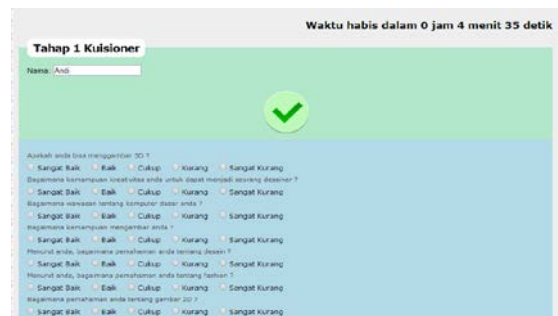 Waktu habis dalam 0 jam 4 menit 35 detik
Tahap 1 Kuisioner
Nama: Andi
Apakah anda bisa menggambar 3D ?
Sangat Baik Baik Cukup Kurang Sangat Kurang
Bagaimana kemampuan kreativitas anda untuk dapat menjadi seorang desainer ?
Sangat Baik Baik Cukup Kurang Sangat Kurang
Bagaimana wawasan tentang komputer dasar anda ?
Sangat Baik Baik Cukup Kurang Sangat Kurang
Bagaimana kemampuan mengambar anda ?
Sangat Baik Baik Cukup Kurang Sangat Kurang
Menurut anda, bagaimana pemahaman anda tentang desain ?
Sangat Baik Baik Cukup Kurang Sangat Kurang
Menurut anda, bagaimana pemahaman anda tentang ?
Sangat Baik Baik Cukup Kurang Sangat Kurang
Bagaimana pemahaman anda tentang gambar 2D ?
Sangat Baik Baik Cukup Kurang Sangat Kurang